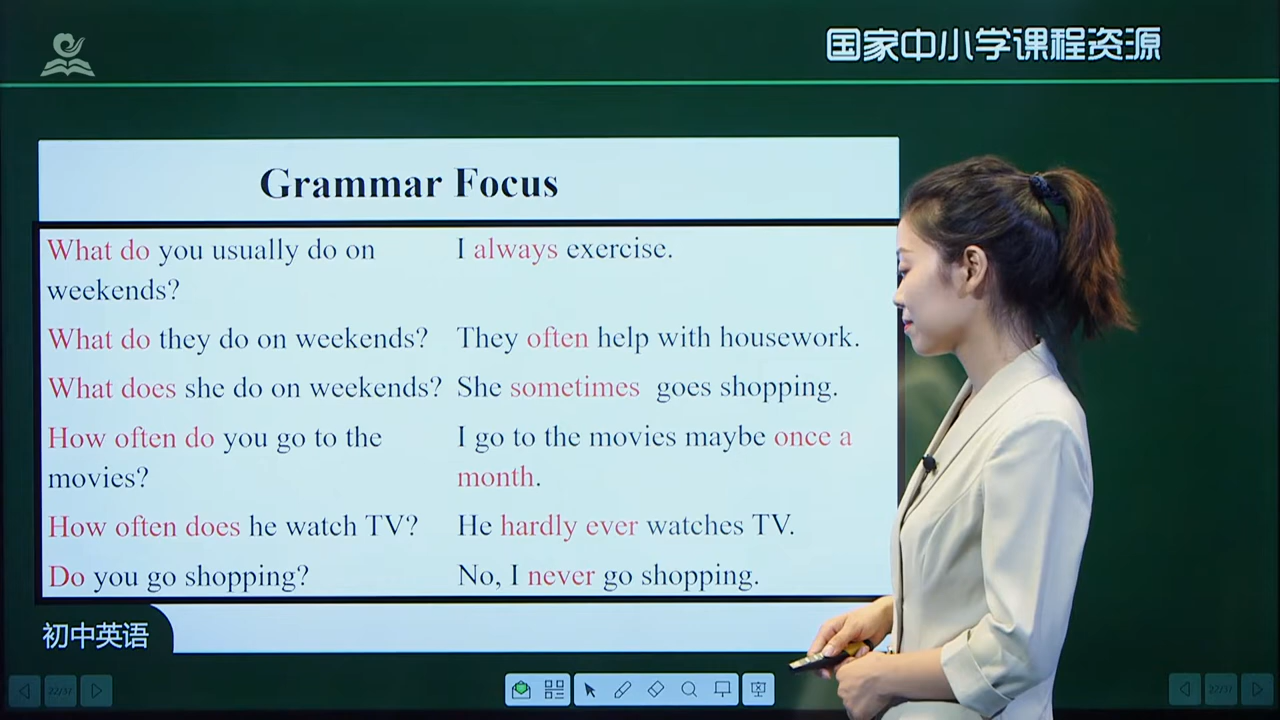 国家中小学课程资源
Grammar Focus
What do you usually do on
weekends?
I always exercise.
What do they do on weekends?
They often help with housework.
What does she do on weekends?
She sometimes goes shopping.
How often do you go to the
movies?
I go to the movies maybe once a
month.
How often does he watch TV?
He hardly ever watches TV.
Do you go shopping?
No, I never go shopping.
初中英语